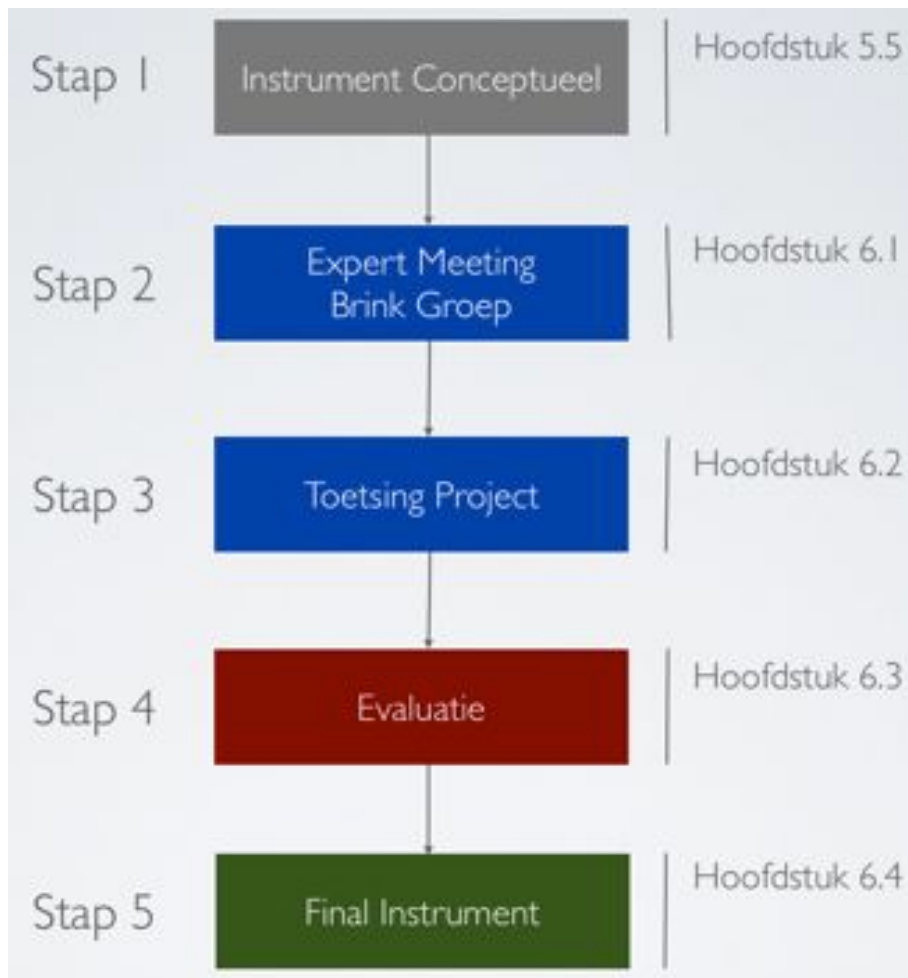 Stap 1
Instrument Conceptueel
Hoofdstuk 5.5
Stap 2
Expert Meeting
Brink Groep
Hoofdstuk 6.1
Stap 3
Toetsing Project
Hoofdstuk 6.2
Stap 4
Evaluatie
Hoofdstuk 6.3
Stap 5
Final Instrument
Hoofdstuk 6.4